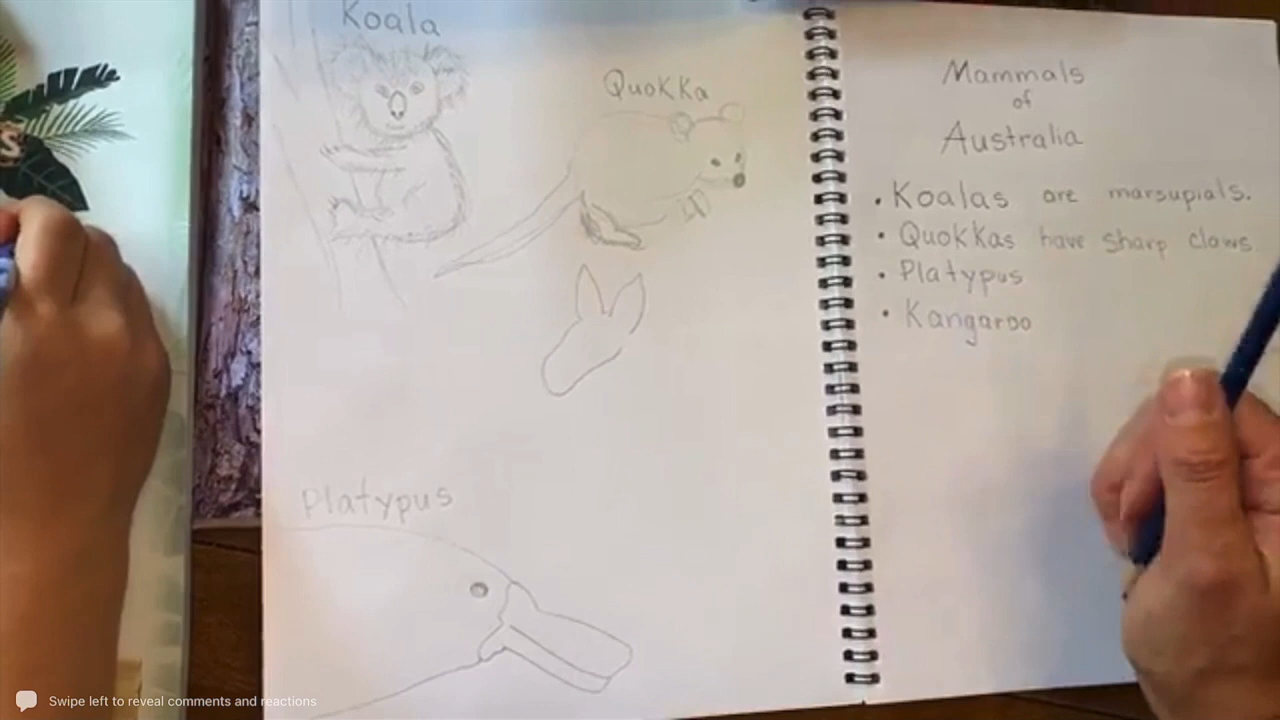 Koala
Quokka
Platypus
Mammals
of
Australia
• Koalas are marsupials.
• Quokkas have sharp claws
• Platypus
• Kangaroo
S
Swipe left to reveal comments and reactions